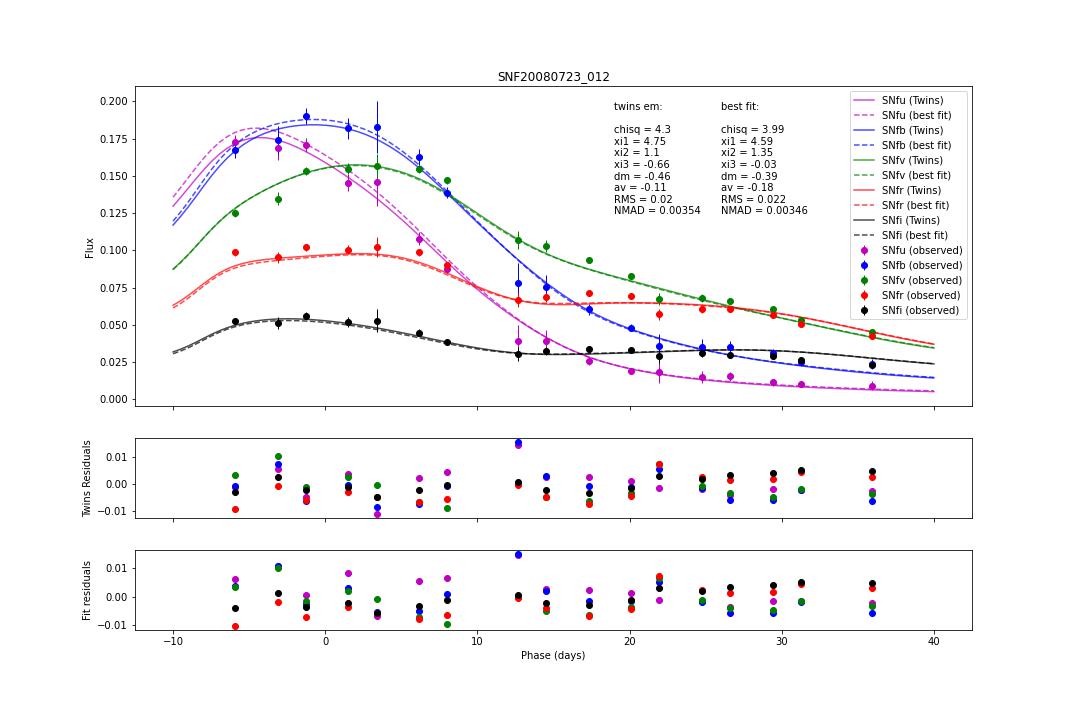 SNF20080723_012
0.200
0.175
0.150
0.125
0.100
0.075
0.050
0.025
0.000
Flux
twins em:
chisq = 4.3
xi1 = 4.75
xi2 = 1.1
xi3 = -0.66
dm = -0.46
av = -0.11
RMS = 0.02
NMAD = 0.00354
best fit:
chisq = 3.99
xi1 = 4.59
xi2 = 1.35
xi3 = -0.03
dm = -0.39
av = -0.18
RMS = 0.022
NMAD = 0.00346
SNfu (Twins)
SNfu (best fit)
SNfb (Twins)
SNfb (best fit)
SNfv (Twins)
SNfv (best fit)
SNfr (Twins)
SNfr (best fit)
SNfi (Twins)
SNfi (best fit)
SNfu (observed)
SNfb (observed)
SNfv (observed)
SNfr (observed)
SNfi (observed)
Twins Residuals
0.01
0.00
−0.01
Fit residuals
0.01
0.00
−0.01
−10
0
10
20
30
40
Phase (days)